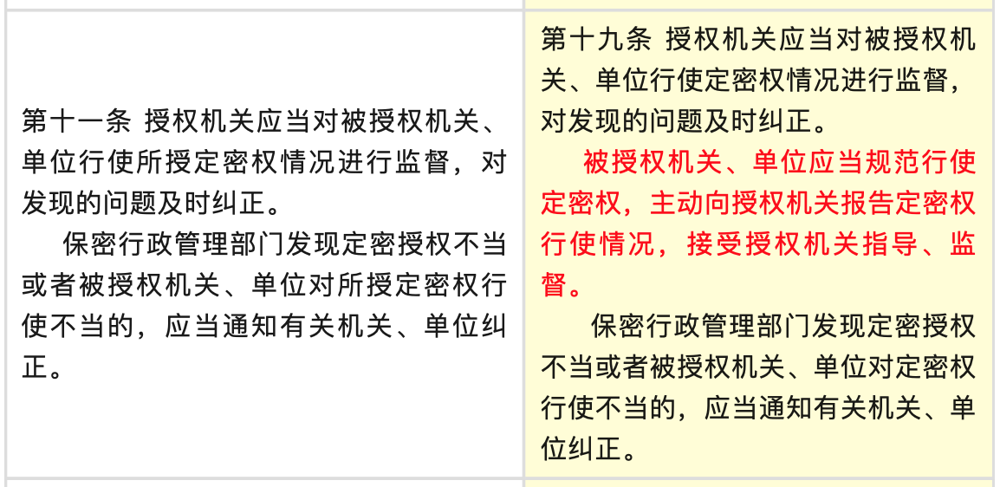 第十一条 授权机关应当对被授权机关、
单位行使所授定密权情况进行监督，对
发现的问题及时纠正。
保密行政管理部门发现定密授权不当
或者被授权机关、单位对所授定密权行
使不当的，应当通知有关机关、单位纠
正。
第十九条 授权机关应当对被授权机
关、单位行使定密权情况进行监督，
对发现的问题及时纠正。
被授权机关、单位应当规范行使
定密权，主动向授权机关报告定密权
行使情况，接受授权机关指导、监
督。
保密行政管理部门发现定密授权
不当或者被授权机关、单位对定密权
行使不当的，应当通知有关机关、单
位纠正。